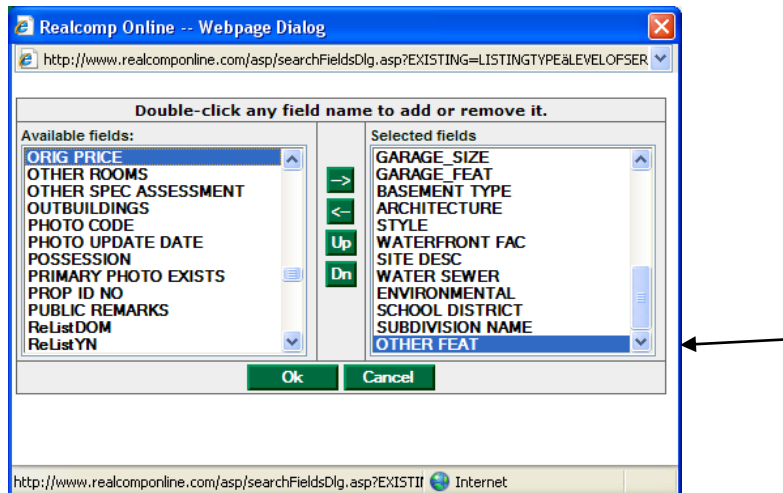 Realcomp Online -- Webpage Dialog
http://www.realcomponline.com/asp/searchFieldsDlg.asp?EXISTING=LISTINGTYPEäLEVELOFSER
Double-click any field name to add or remove it.
Available fields:
ORIG PRICE
OTHER ROOMS
OTHER SPEC ASSESSMENT
OUTBUILDINGS
PHOTO CODE
PHOTO UPDATE DATE
POSSESSION
PRIMARY PHOTO EXISTS
PROP ID NO
PUBLIC REMARKS
ReListDOM
ReListYN
-->
<--
Up
Dn
Selected fields
GARAGE_SIZE
GARAGE_FEAT
BASEMENT TYPE
ARCHITECTURE
STYLE
WATERFRONT FAC
SITE DESC
WATER SEWER
ENVIRONMENTAL
SCHOOL DISTRICT
SUBDIVISION NAME
OTHER FEAT
Ok Cancel
http://www.realcomponline.com/asp/searchFieldsDlg.asp?EXISTI Internet